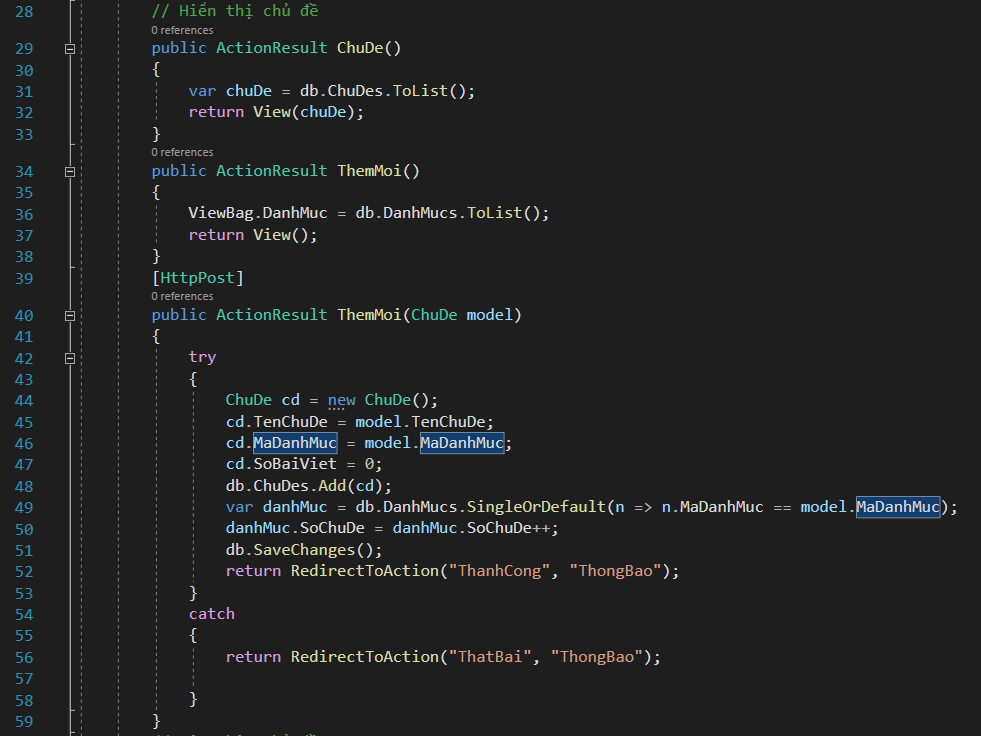 28 // Hiển thị chủ đề
0 references
29 public ActionResult ChuDe()
30 {
31 var chuDe = db.ChuDes.ToList();
32 return View(chuDe);
33 }
0 references
34 public ActionResult ThemMoi()
35 {
36 ViewBag.DanhMuc = db.DanhMucs.ToList();
37 return View();
38 }
39 [HttpPost]
0 references
40 public ActionResult ThemMoi(ChuDe model)
41 {
42 try
43 {
44 ChuDe cd = new ChuDe();
45 cd.TenChuDe = model.TenChuDe;
46 cd.MaDanhMuc = model.MaDanhMuc;
47 cd.SoBaiViet = 0;
48 db.ChuDes.Add(cd);
49 var danhMuc = db.DanhMucs.SingleOrDefault(n => n.MaDanhMuc == model.MaDanhMuc);
50 danhMuc.SoChuDe = danhMuc.SoChuDe++;
51 db.SaveChanges();
52 return RedirectToAction("ThanhCong", "ThongBao");
53 }
54 catch
55 {
56 return RedirectToAction("ThatBai", "ThongBao");
57
58 }
59 }